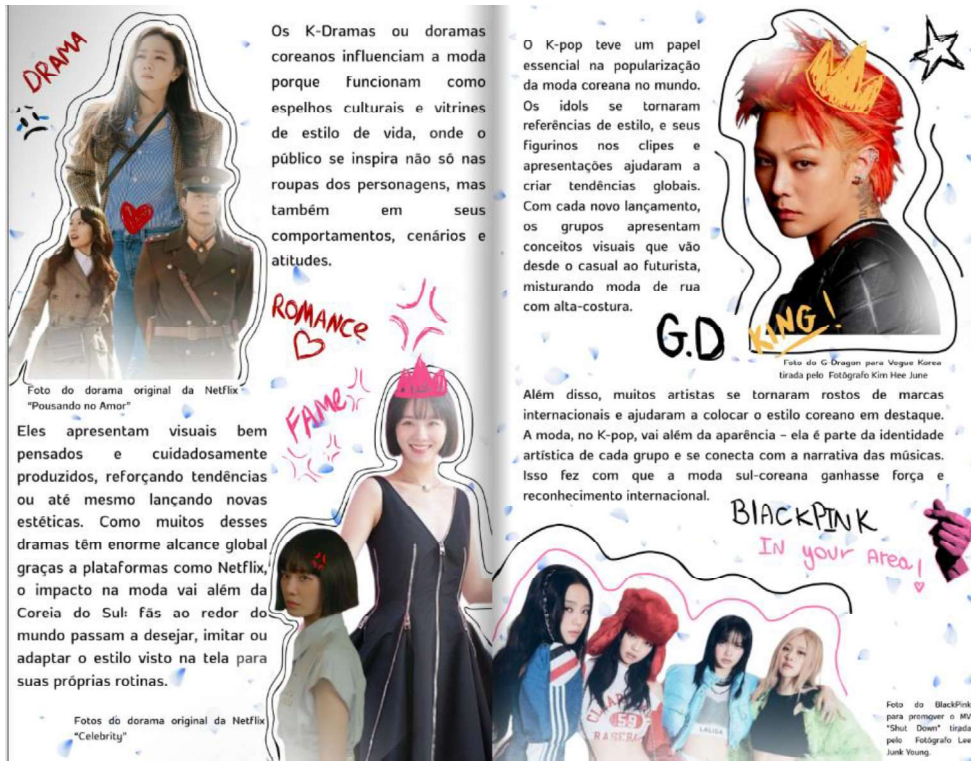 DRAMA
Os K-Dramas ou doramas
coreanos influenciam a moda
porque funcionam como
espelhos culturais e vitrines
de estilo de vida, onde o
público se inspira não só nas
roupas dos personagens, mas
também em seus
comportamentos, cenários e
atitudes.
ROMANCE
Foto do dorama original da Netflix
“Pousando no Amor”
FAME
Eles apresentam visuais bem
pensados e cuidadosamente
produzidos, reforçando tendências
ou até mesmo lançando novas
estéticas. Como muitos desses
dramas têm enorme alcance global
graças a plataformas como Netflix,
o impacto na moda vai além da
Coreia do Sul: fãs ao redor do
mundo passam a desejar, imitar ou
adaptar o estilo visto na tela para
suas próprias rotinas.
Fotos do dorama original da Netflix
“Celebrity”
O K-pop teve um papel
essencial na popularização
da moda coreana no mundo.
Os idols se tornaram
referências de estilo, e seus
figurinos nos clipes e
apresentações ajudaram a
criar tendências globais.
Com cada novo lançamento,
os grupos apresentam
conceitos visuais que vão
desde o casual ao futurista,
misturando moda de rua
com alta-costura.
G.D KING!
Foto do G-Dragon para Vogue Korea
tirada pelo Fotógrafo Kim Hee June
Além disso, muitos artistas se tornaram rostos de marcas
internacionais e ajudaram a colocar o estilo coreano em destaque.
A moda, no K-pop, vai além da aparência – ela é parte da identidade
artística de cada grupo e se conecta com a narrativa das músicas.
Isso fez com que a moda sul-coreana ganhasse força e
reconhecimento internacional.
BlACKPINK
In your Area!
59
BASEBALL
LALISA
Foto do BlackPink
para promover o MV
“Shut Down” tirada
pelo Fotógrafo Lee
Junk Young.